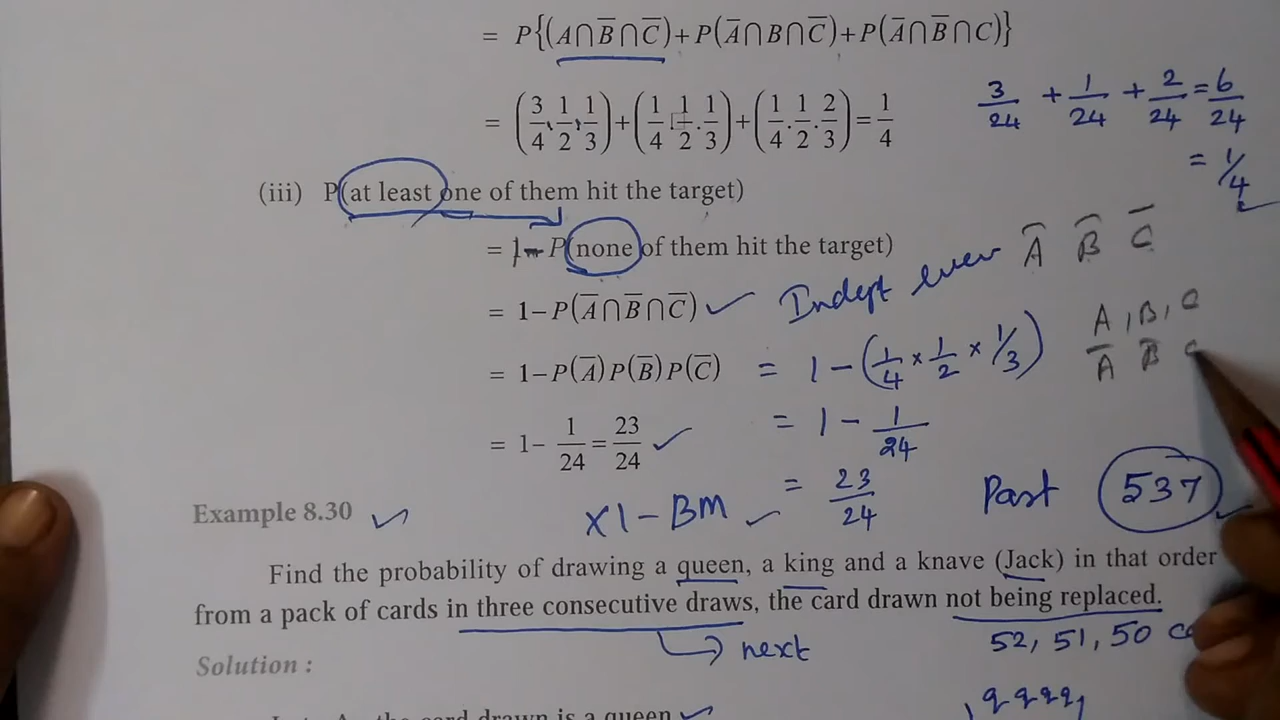 = P{(A∩B̅∩C̅)+P(A̅∩B∩C̅)+P(A̅∩B̅∩C)}
= (3/4.1/2.1/3)+(1/4.1/2.1/3)+(1/4.1/2.2/3)=1/4
3/24 + 1/24 + 2/24 = 6/24
= 1/4
(iii) P(at least one of them hit the target)
= 1- P(none of them hit the target)
= 1-P(A̅∩B̅∩C̅) Indept even A̅ B̅ C̅
A, B, C
A̅ B̅ C
= 1-P(A̅)P(B̅)P(C̅) = 1-(1/4 × 1/2 × 1/3)
= 1- 1/24 = 23/24 = 1 - 1/24
= 23/24
Example 8.30 XI-BM Past 537
Find the probability of drawing a queen, a king and a knave (Jack) in that order
from a pack of cards in three consecutive draws, the card drawn not being replaced.
next 52, 51, 50
Solution :
the card drawn is a queen